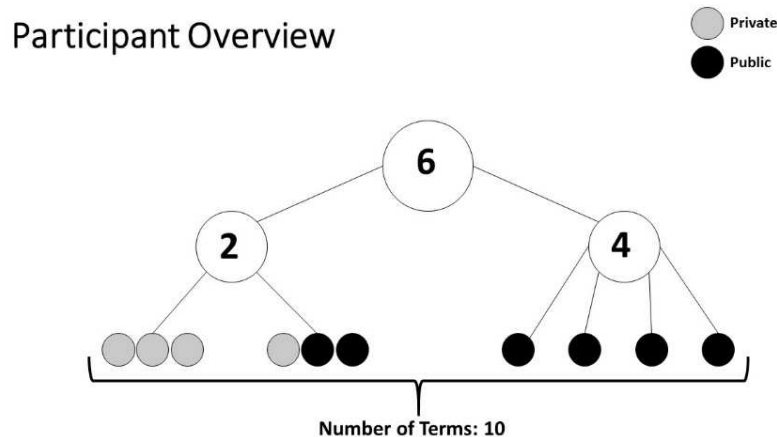 Participant Overview
Private
Public
6
2
4
Number of Terms: 10